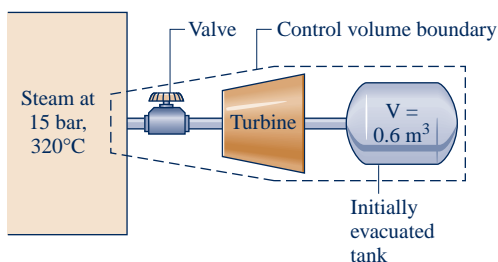 Valve
Control volume boundary
Steam at
15 bar,
320°C
Turbine
V =
0.6 m³
Initially
evacuated
tank